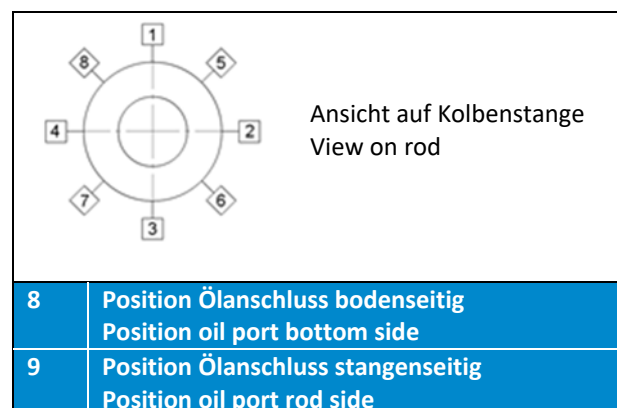 1
8
5
4
2
7
6
3
Ansicht auf Kolbenstange
View on rod
8 Position Ölanschluss bodenseitig
Position oil port bottom side
9 Position Ölanschluss stangenseitig
Position oil port rod side